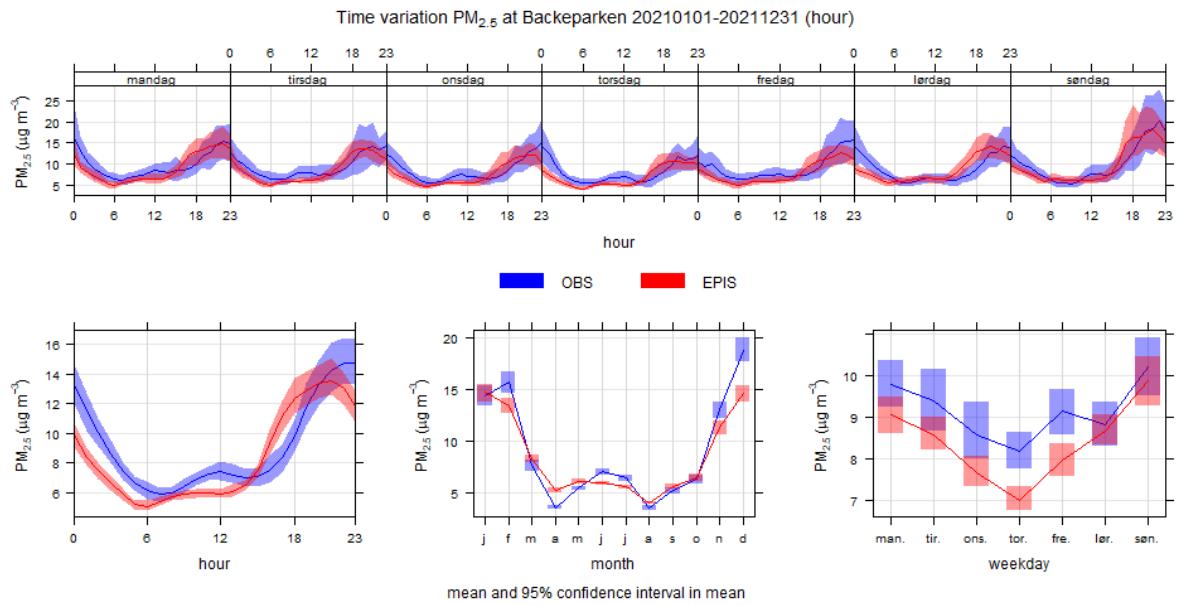 Time variation PM2.5 at Backeparken 20210101-20211231 (hour)
0 6 12 18 23 0 6 12 18 23 0 6 12 18 23
mandag tirsdag onsdag torsdag fredag lørdag søndag
PM2.5 (µg m⁻³)
25
20
15
10
5
0 6 12 18 23 0 6 12 18 23 0 6 12 18 23 0 6 12 18 23
hour
OBS EPIS
PM2.5 (µg m⁻³)
16
14
12
10
8
6
0 6 12 18 23
hour
PM2.5 (µg m⁻³)
20
15
10
5
j f m a m j j a s o n d
month
PM2.5 (µg m⁻³)
10
9
8
7
man. tir. ons. tor. fre. lør. søn.
weekday
mean and 95% confidence interval in mean